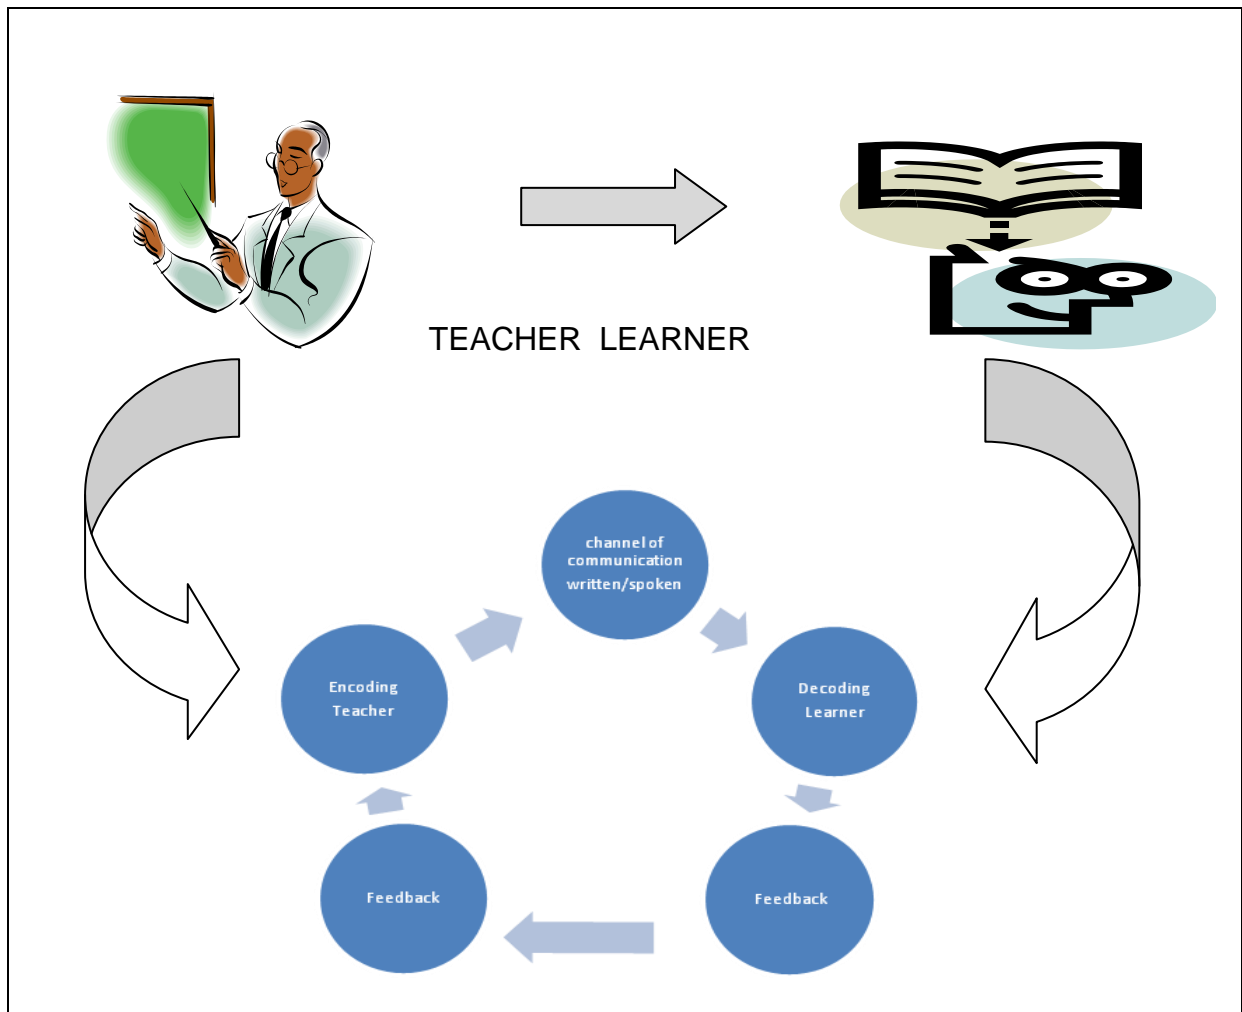 TEACHER LEARNER
channel of
communication
written/spoken
Encoding
Teacher
Decoding
Learner
Feedback
Feedback